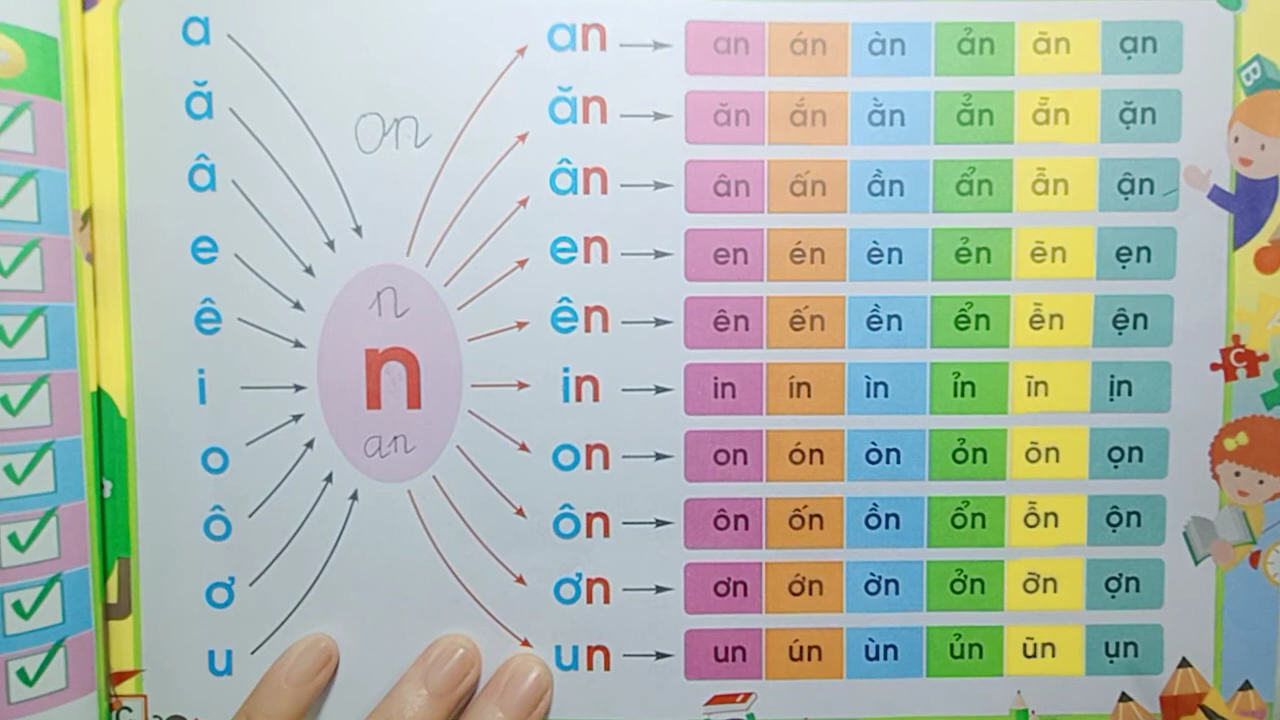 a an an án àn ản ãn ạn
on
ă ăn ăn ắn ằn ẳn ẵn ặn
â ân ân ấn ần ẩn ẫn ận
e en en én èn ẻn ẽn ẹn
n
ê ên ên ến ền ển ễn ện
i n in in ín ìn ỉn ĩn ịn
an
o on on ón òn ỏn õn ọn
ô ôn ôn ốn ồn ổn ỗn ộn
ơ ơn ơn ớn ờn ởn ỡn ợn
u un un ún ùn ủn ũn ụn
B
C
C